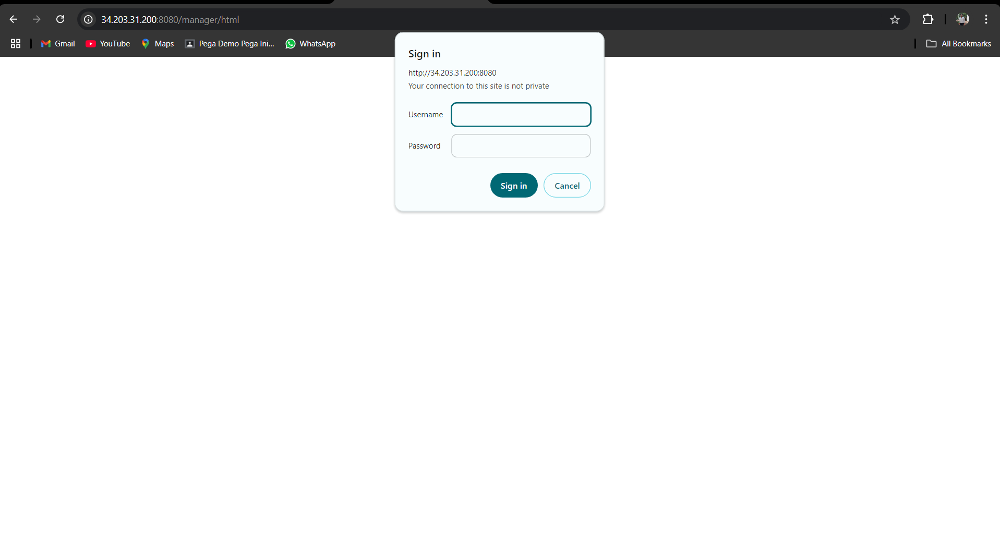 34.203.31.200:8080/manager/html
Gmail YouTube Maps Pega Demo Pega Ini... WhatsApp All Bookmarks
Sign in
http://34.203.31.200:8080
Your connection to this site is not private
Username
Password
Sign in Cancel